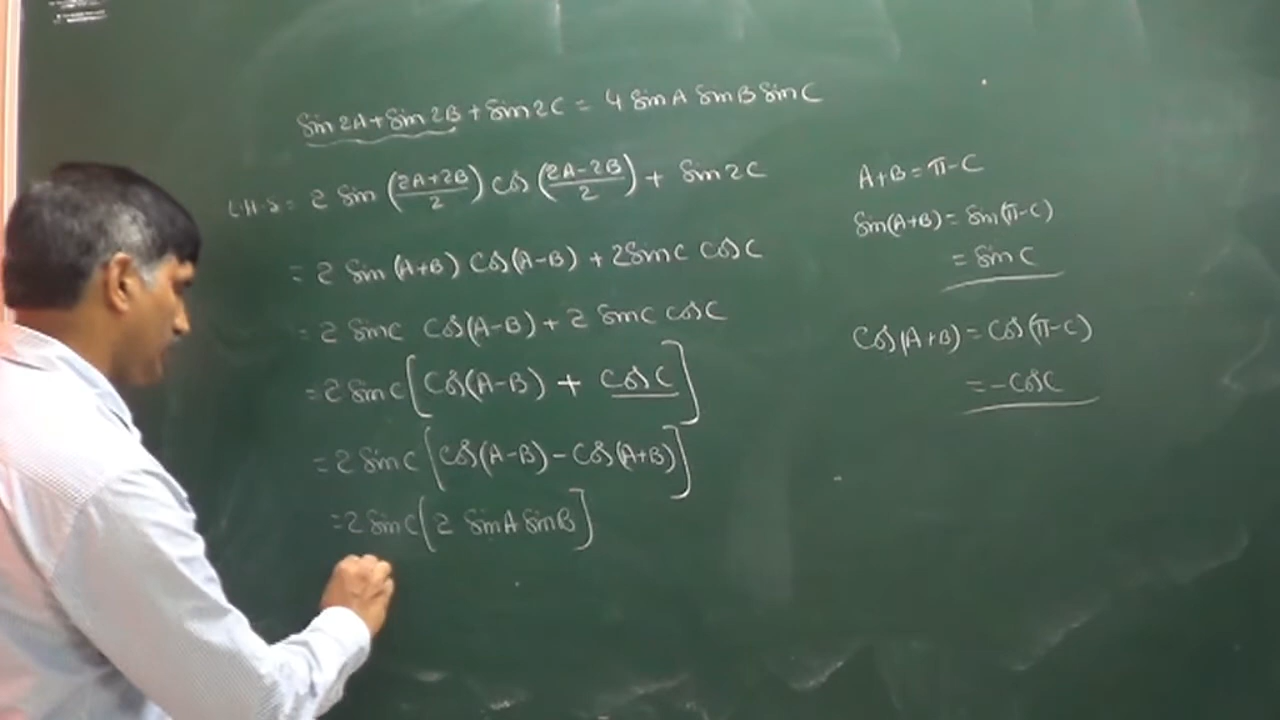 Sin 2A + Sin 2B + Sin 2C = 4 Sin A Sin B Sin C
L.H.S = 2 Sin (2A+2B/2) Cos (2A-2B/2) + Sin 2C
= 2 Sin (A+B) Cos (A-B) + 2 Sin C Cos C
= 2 Sin C Cos (A-B) + 2 Sin C Cos C
= 2 Sin C [Cos (A-B) + Cos C]
= 2 Sin C [Cos (A-B) - Cos (A+B)]
= 2 Sin C [2 Sin A Sin B]
A+B = π-C
Sin (A+B) = Sin (π-C)
= Sin C
Cos (A+B) = Cos (π-C)
= -Cos C